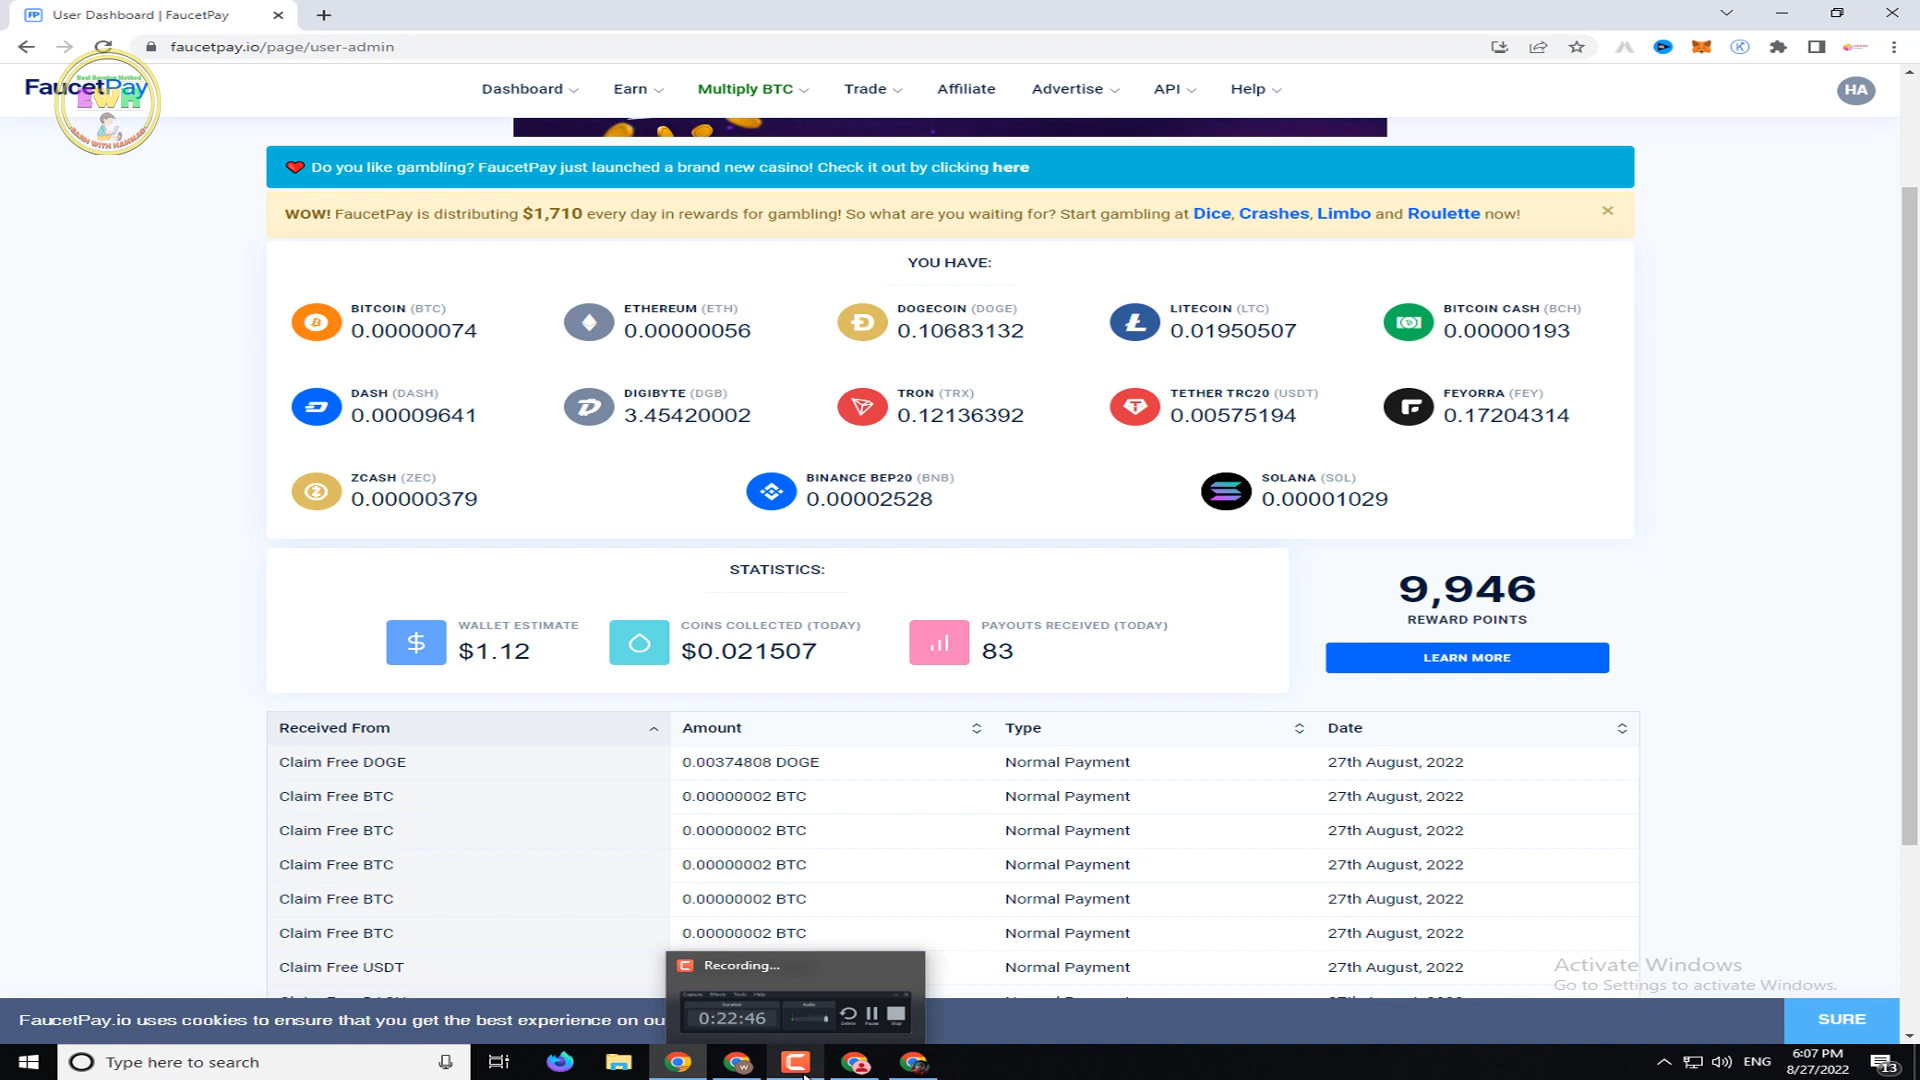 User Dashboard | FaucetPay
faucetpay.io/page/user-admin
FaucetPay
EWH
Dashboard
Earn
Multiply BTC
Trade
Affiliate
Advertise
API
Help
HA
Do you like gambling? FaucetPay just launched a brand new casino! Check it out by clicking here
WOW! FaucetPay is distributing $1,710 every day in rewards for gambling! So what are you waiting for? Start gambling at Dice, Crashes, Limbo and Roulette now!
YOU HAVE:
BITCOIN (BTC)
0.00000074
ETHEREUM (ETH)
0.00000056
DOGECOIN (DOGE)
0.10683132
LITECOIN (LTC)
0.01950507
BITCOIN CASH (BCH)
0.00000193
DASH (DASH)
0.00009641
DIGIBYTE (DGB)
3.45420002
TRON (TRX)
0.12136392
TETHER TRC20 (USDT)
0.00575194
FEYORRA (FEY)
0.17204314
ZCASH (ZEC)
0.00000379
BINANCE BEP20 (BNB)
0.00002528
SOLANA (SOL)
0.00001029
STATISTICS:
WALLET ESTIMATE
$1.12
COINS COLLECTED (TODAY)
$0.021507
PAYOUTS RECEIVED (TODAY)
83
9,946
REWARD POINTS
LEARN MORE
Received From Amount Type Date
Claim Free DOGE 0.00374808 DOGE Normal Payment 27th August, 2022
Claim Free BTC 0.00000002 BTC Normal Payment 27th August, 2022
Claim Free BTC 0.00000002 BTC Normal Payment 27th August, 2022
Claim Free BTC 0.00000002 BTC Normal Payment 27th August, 2022
Claim Free BTC 0.00000002 BTC Normal Payment 27th August, 2022
Claim Free BTC 0.00000002 BTC Normal Payment 27th August, 2022
Claim Free USDT Normal Payment 27th August, 2022
Recording...
0:22:46
Activate Windows
Go to Settings to activate Windows.
FaucetPay.io uses cookies to ensure that you get the best experience on ou
SURE
Type here to search
ENG
6:07 PM
8/27/2022
13